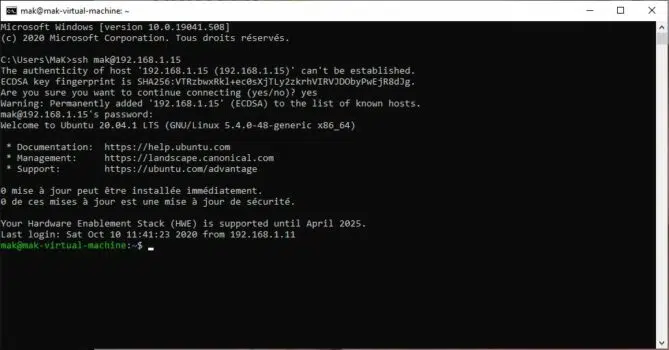 mak@mak-virtual-machine: ~
Microsoft Windows [version 10.0.19041.508]
(c) 2020 Microsoft Corporation. Tous droits réservés.
C:\Users\MaK>ssh mak@192.168.1.15
The authenticity of host '192.168.1.15 (192.168.1.15)' can't be established.
ECDSA key fingerprint is SHA256:VTRzbwxRkl+ec0sXjTLy2zkrhVIRVJDObyPwEjR8dJg.
Are you sure you want to continue connecting (yes/no)? yes
Warning: Permanently added '192.168.1.15' (ECDSA) to the list of known hosts.
mak@192.168.1.15's password:
Welcome to Ubuntu 20.04.1 LTS (GNU/Linux 5.4.0-48-generic x86_64)
* Documentation: https://help.ubuntu.com
* Management: https://landscape.canonical.com
* Support: https://ubuntu.com/advantage
0 mise à jour peut être installée immédiatement.
0 de ces mises à jour est une mise à jour de sécurité.
Your Hardware Enablement Stack (HWE) is supported until April 2025.
Last login: Sat Oct 10 11:41:23 2020 from 192.168.1.11
mak@mak-virtual-machine:~$